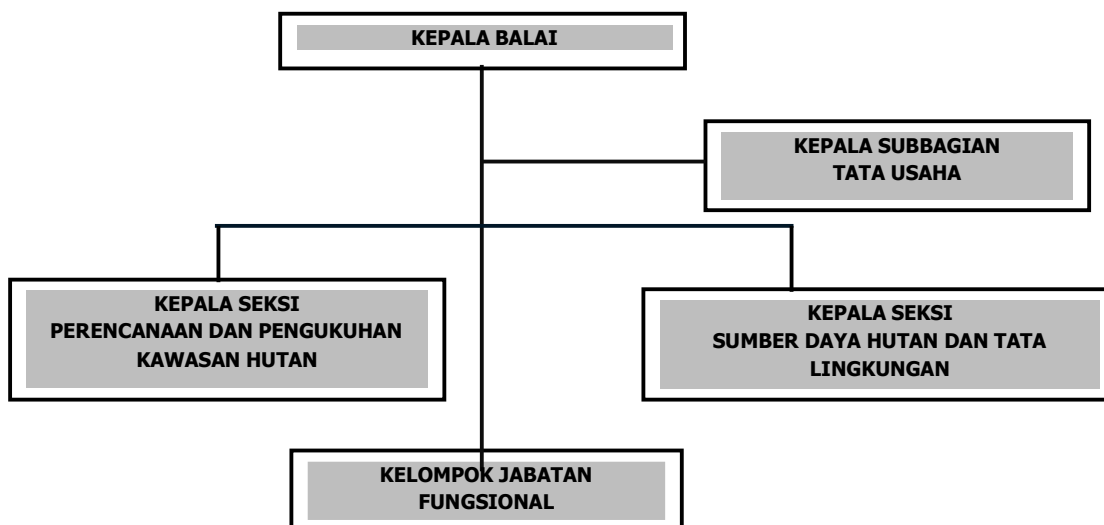 KEPALA BALAI
KEPALA SUBBAGIAN
TATA USAHA
KEPALA SEKSI
PERENCANAAN DAN PENGUKUHAN
KAWASAN HUTAN
KEPALA SEKSI
SUMBER DAYA HUTAN DAN TATA
LINGKUNGAN
KELOMPOK JABATAN
FUNGSIONAL